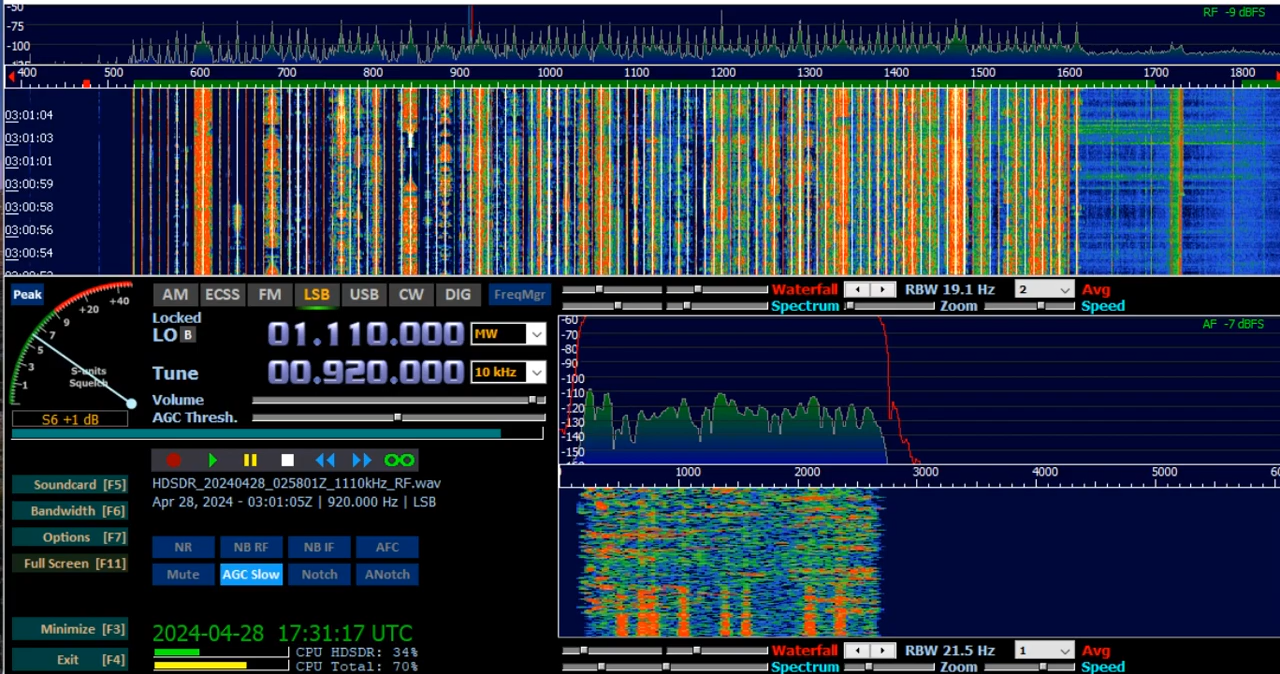 -50
RF -9 dBFS
-75
-100
400 500 600 700 800 900 1000 1100 1200 1300 1400 1500 1600 1700 1800
03:01:04
03:01:03
03:01:01
03:00:59
03:00:58
03:00:56
03:00:54
Peak
+40
+20
9
7
5
3
1
S-units
Squelch
S6 +1 dB
AM ECSS FM LSB USB CW DIG FreqMgr
Locked
LO B 01.110.000 MW
Tune 00.920.000 10 kHz
Volume
AGC Thresh.
HDSDR_20240428_025801Z_1110kHz_RF.wav
Apr 28, 2024 - 03:01:05Z | 920.000 Hz | LSB
Soundcard [F5]
Bandwidth [F6]
Options [F7]
Full Screen [F11]
Minimize [F3]
Exit [F4]
NR NB RF NB IF AFC
Mute AGC Slow Notch ANotch
2024-04-28 17:31:17 UTC
CPU HDSDR: 34%
CPU Total: 70%
Waterfall RBW 19.1 Hz 2 Avg
Spectrum Zoom Speed
-60
AF -7 dBFS
-70
-80
-90
-100
-110
-120
-130
-140
-150
1000 2000 3000 4000 5000
Waterfall RBW 21.5 Hz 1 Avg
Spectrum Zoom Speed